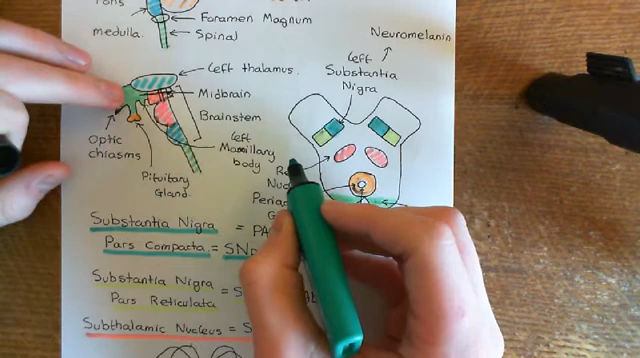 Pons
Foramen Magnum
medulla.
Spinal
Neuromelanin
Left
Substantia
Nigra
Left thalamus.
Midbrain
Brainstem
Left
Mamillary
body
Optic
chiasms
Pituitary
Gland.
Substantia Nigra
Pars Compacta = SNp
Substantia Nigra
Pars Reticulata
Subthalamic Nucleus = S